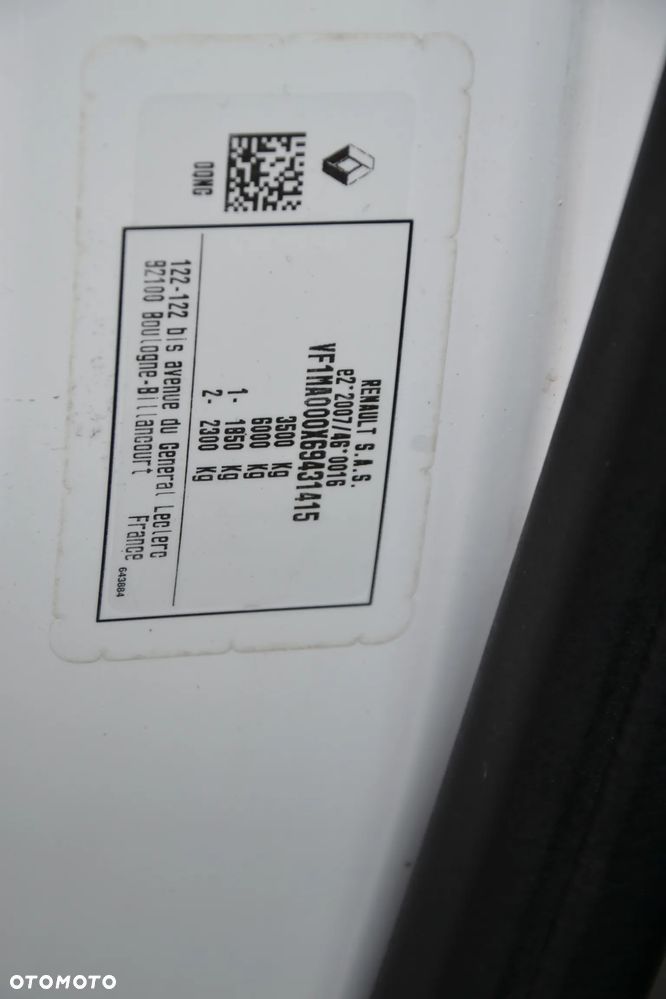 00NC
RENAULT S.A.S.
e2*2007/46*0016
VF1MA000X69431415
3500 Kg
6000 Kg
1- 1850 Kg
2- 2300 Kg
122-122 bis avenue du General Leclerc
92100 Boulogne-Billancourt France
643884
OTOMOTO